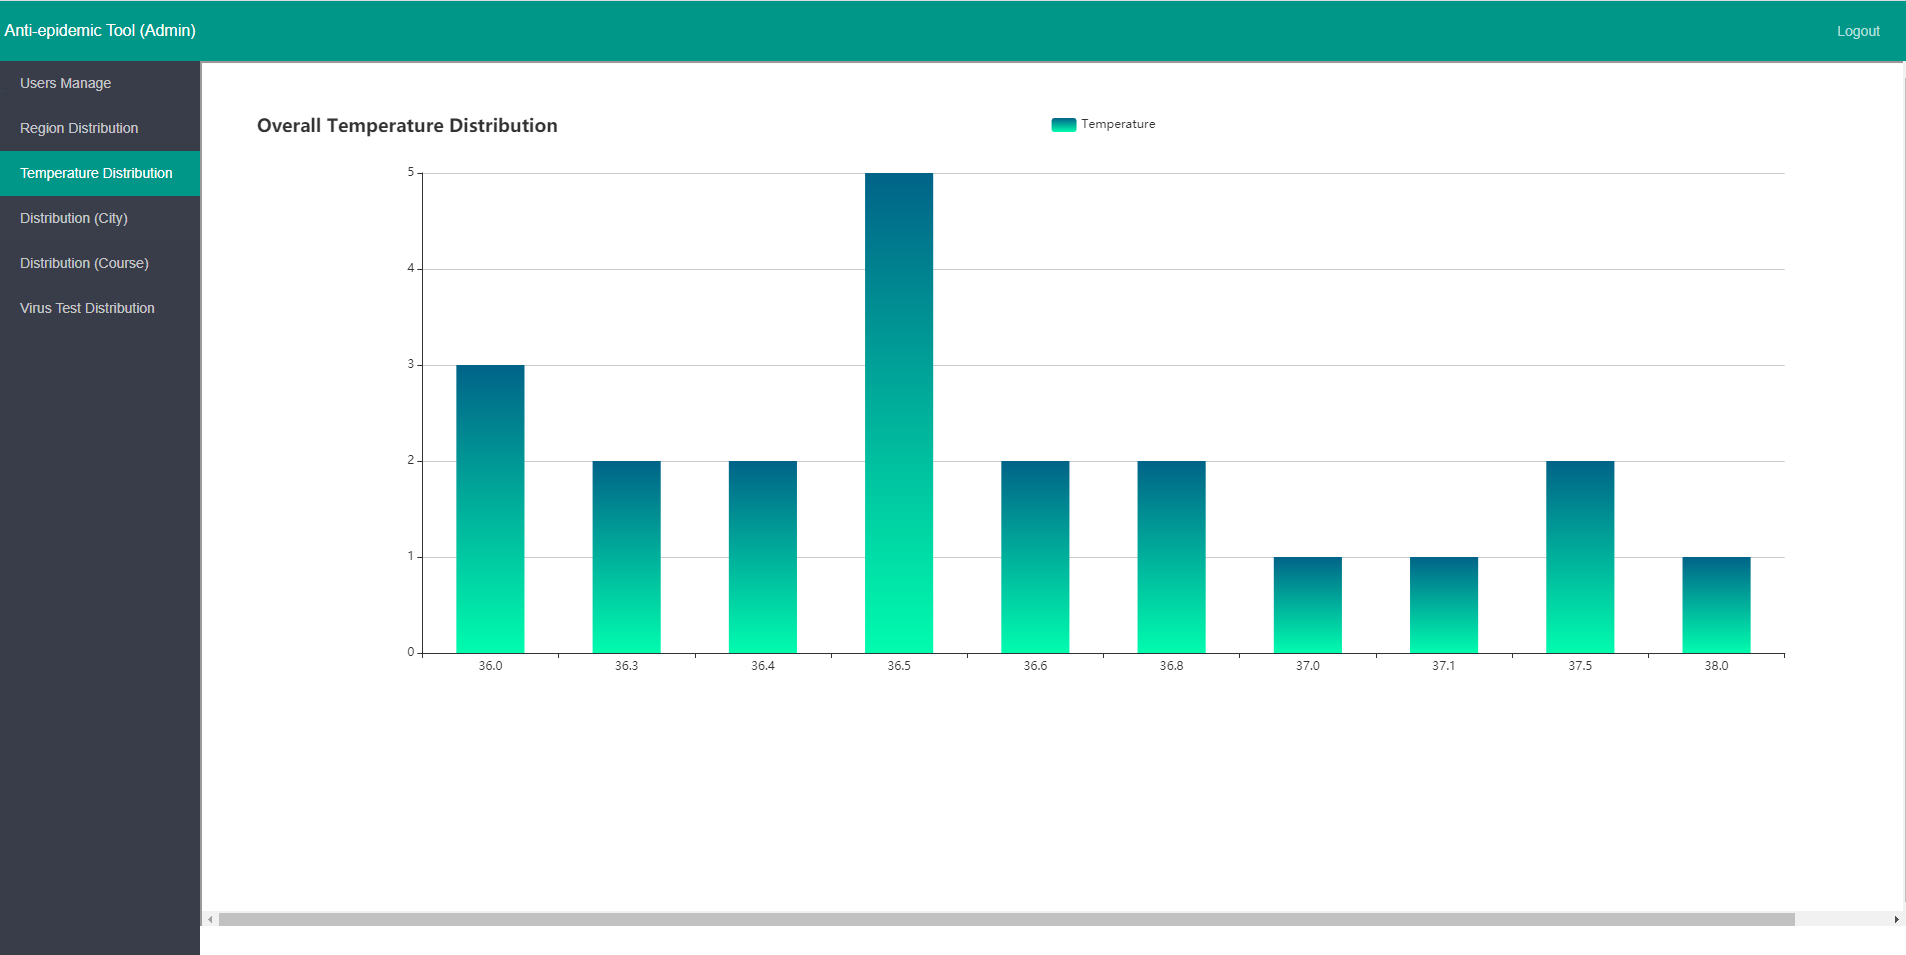 Anti-epidemic Tool (Admin)
Logout
Users Manage
Region Distribution
Temperature Distribution
Distribution (City)
Distribution (Course)
Virus Test Distribution
Overall Temperature Distribution
Temperature
5
4
3
2
1
0
36.0 36.3 36.4 36.5 36.6 36.8 37.0 37.1 37.5 38.0